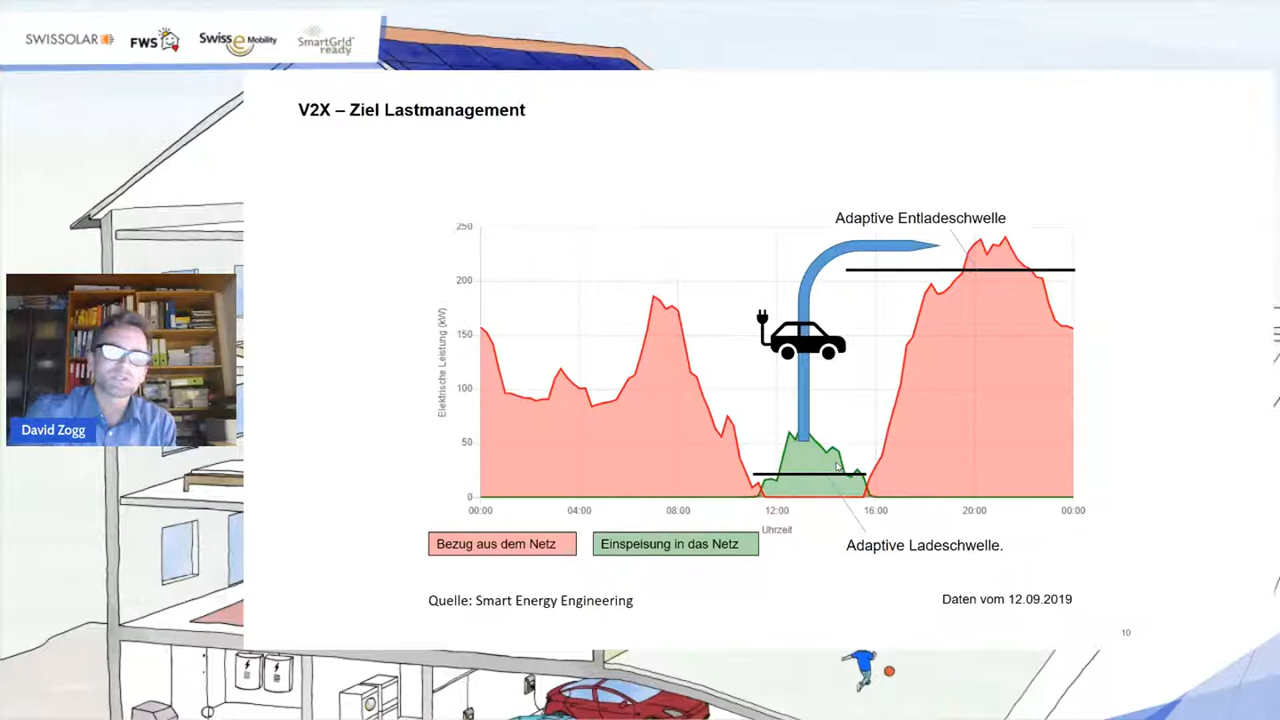 SWISSOLAR
FWS
Swiss eMobility
SmartGrid ready
V2X – Ziel Lastmanagement
Adaptive Entladeschwelle
250
200
150
100
50
0
Elektrische Leistung (kW)
00:00 04:00 08:00 12:00 16:00 20:00 00:00
Uhrzeit
Bezug aus dem Netz
Einspeisung in das Netz
Adaptive Ladeschwelle.
Quelle: Smart Energy Engineering
Daten vom 12.09.2019
10
David Zogg